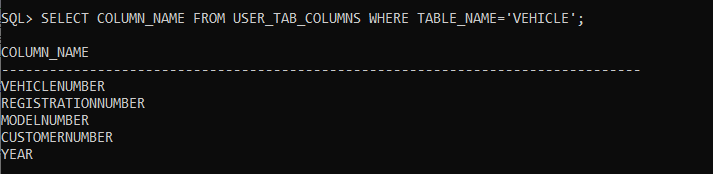 SQL> SELECT COLUMN_NAME FROM USER_TAB_COLUMNS WHERE TABLE_NAME='VEHICLE';
COLUMN_NAME
--------------------------------------------------------------------------------
VEHICLENUMBER
REGISTRATIONNUMBER
MODELNUMBER
CUSTOMERNUMBER
YEAR